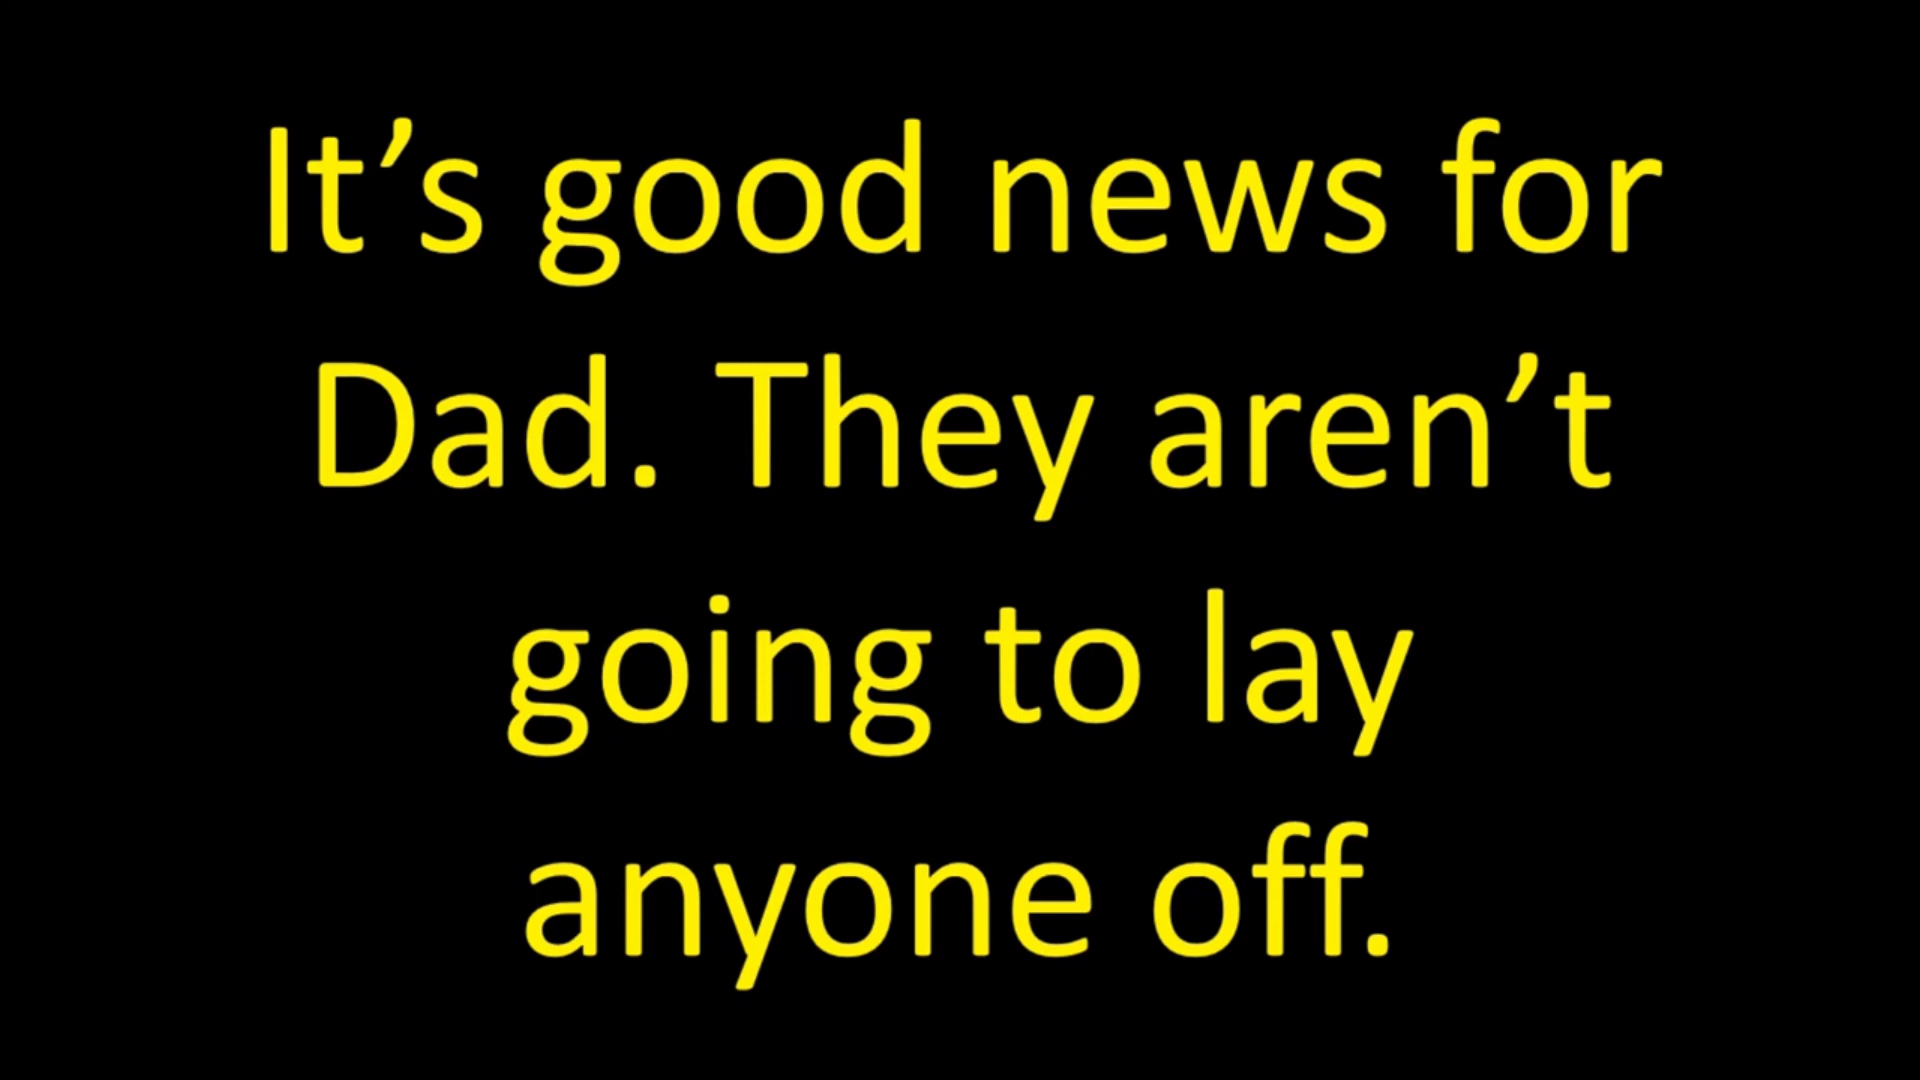 It’s good news for
Dad. They aren’t
going to lay
anyone off.